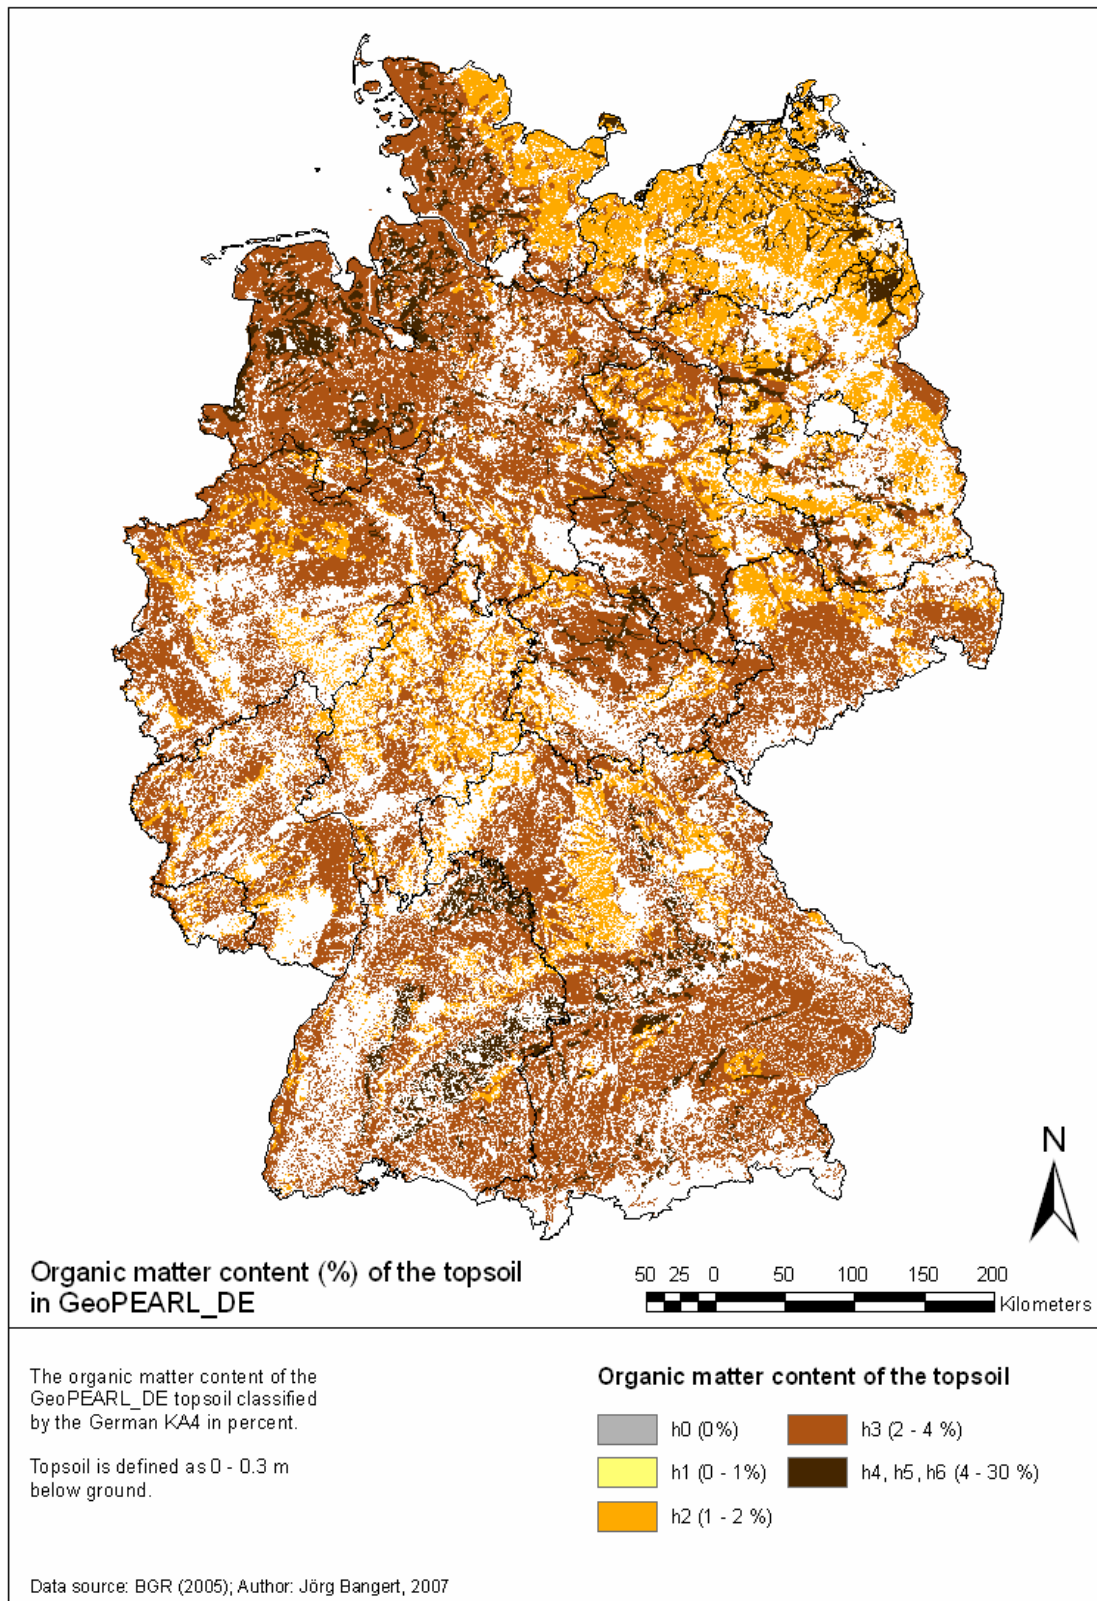 N
Organic matter content (%) of the topsoil
in GeoPEARL_DE
50 25 0 50 100 150 200
Kilometers
The organic matter content of the
GeoPEARL_DE topsoil classified
by the German KA4 in percent.
Topsoil is defined as 0 - 0.3 m
below ground.
Organic matter content of the topsoil
h0 (0%)
h1 (0 - 1%)
h2 (1 - 2 %)
h3 (2 - 4 %)
h4, h5, h6 (4 - 30 %)
Data source: BGR (2005); Author: Jörg Bangert, 2007